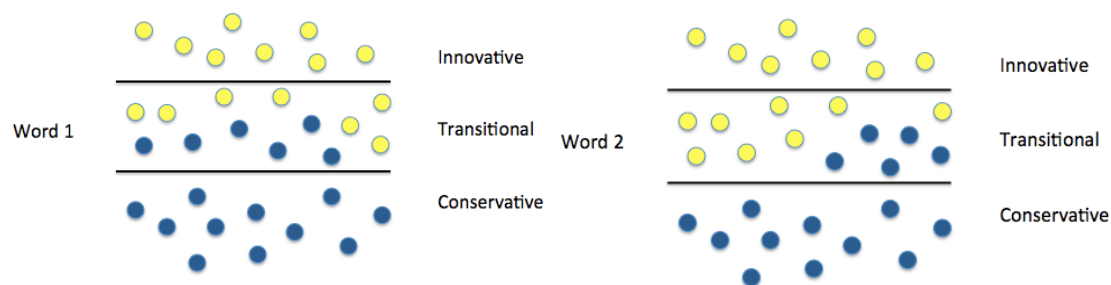 Innovative
Word 1
Transitional
Conservative
Innovative
Word 2
Transitional
Conservative